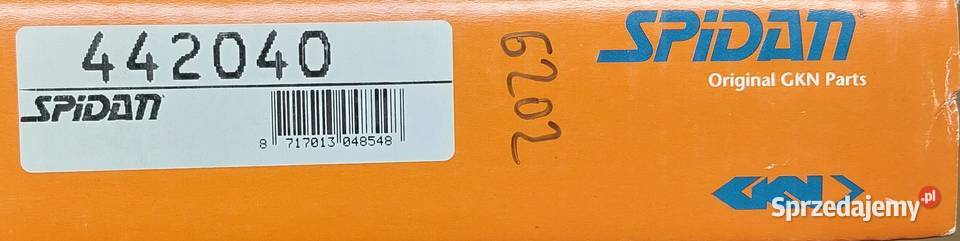 442040
SPiDAN
8 717013 048548
6202
SPiDAN
Original GKN Parts
GKN
Sprzedajemy.pl